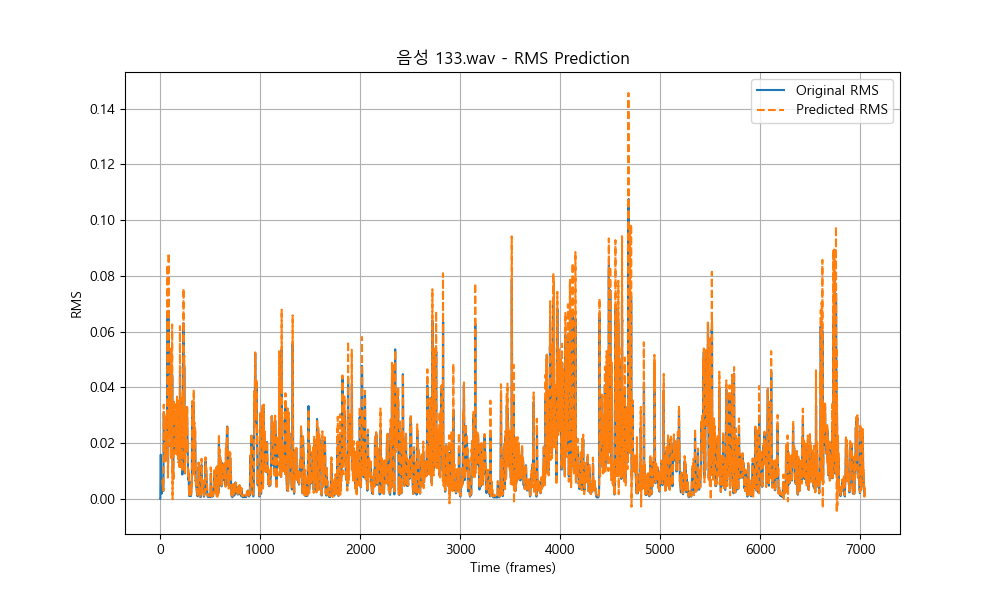 음성 133.wav - RMS Prediction
Original RMS
Predicted RMS
RMS
0.14
0.12
0.10
0.08
0.06
0.04
0.02
0.00
0 1000 2000 3000 4000 5000 6000 7000
Time (frames)